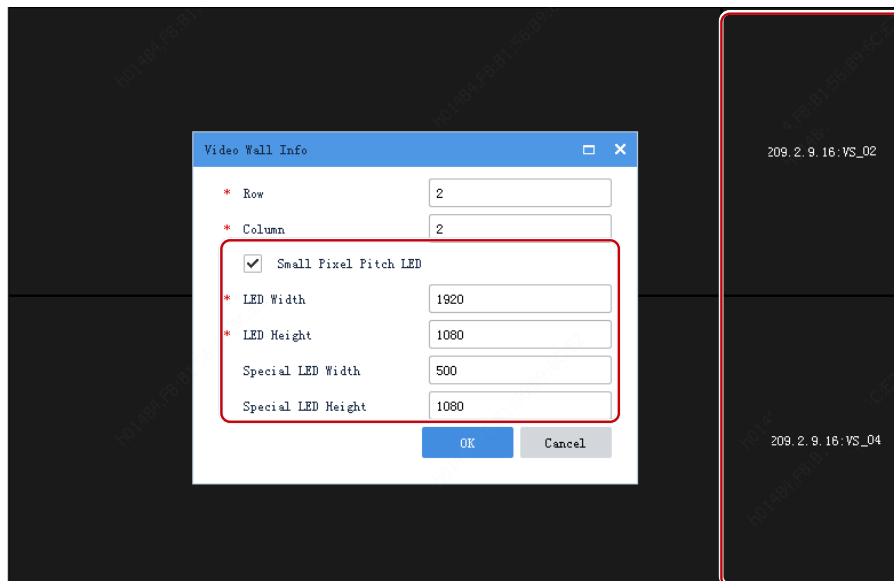 Video Wall Info
* Row 2
* Column 2
Small Pixel Pitch LED
* LED Width 1920
* LED Height 1080
Special LED Width 500
Special LED Height 1080
OK Cancel
209.2.9.16:VS_02
209.2.9.16:VS_04